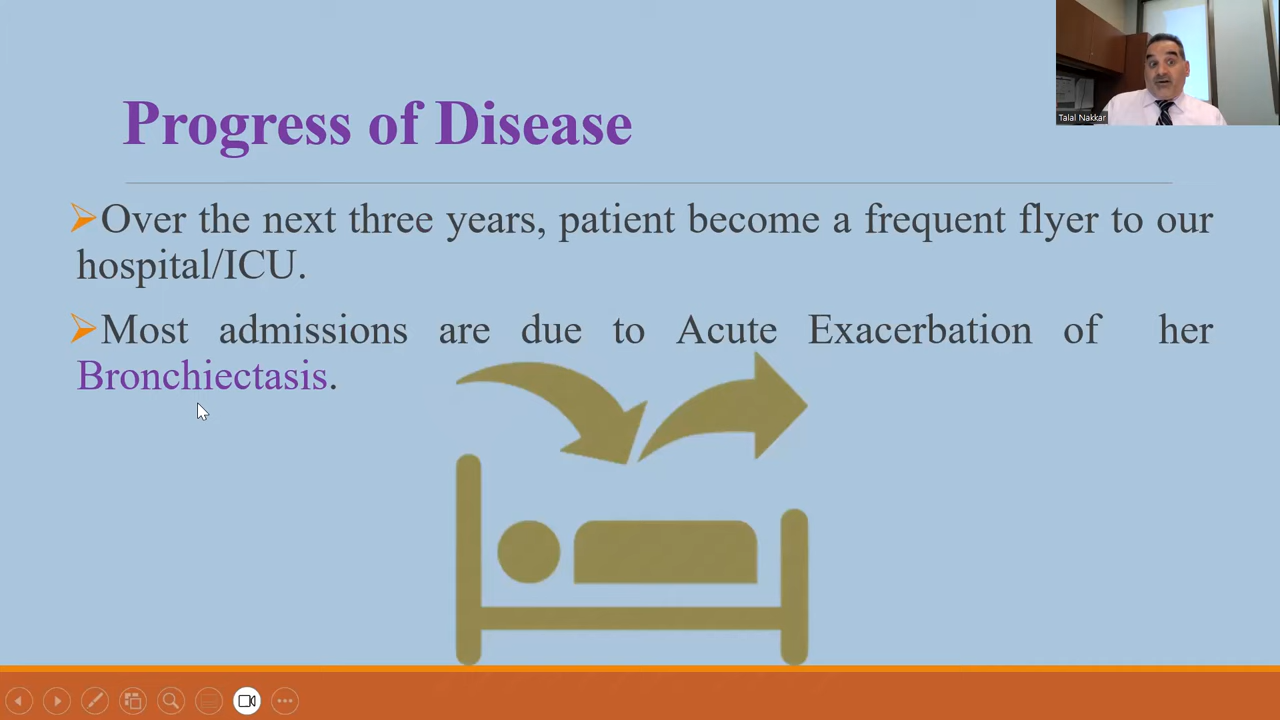 Progress of Disease
Over the next three years, patient become a frequent flyer to our
hospital/ICU.
Most admissions are due to Acute Exacerbation of her
Bronchiectasis.
Talal Nakkar